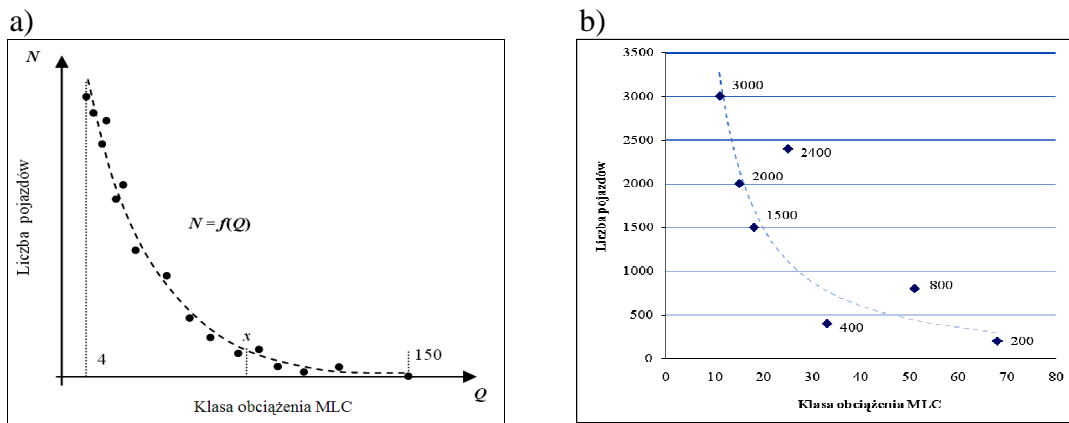 a)
N
Liczba pojazdów
N = f(Q)
x
4
150
Q
Klasa obciążenia MLC
b)
3500
3000
2500
2000
1500
1000
500
0
Liczba pojazdów
3000
2400
2000
1500
800
400
200
0 10 20 30 40 50 60 70 80
Klasa obciążenia MLC